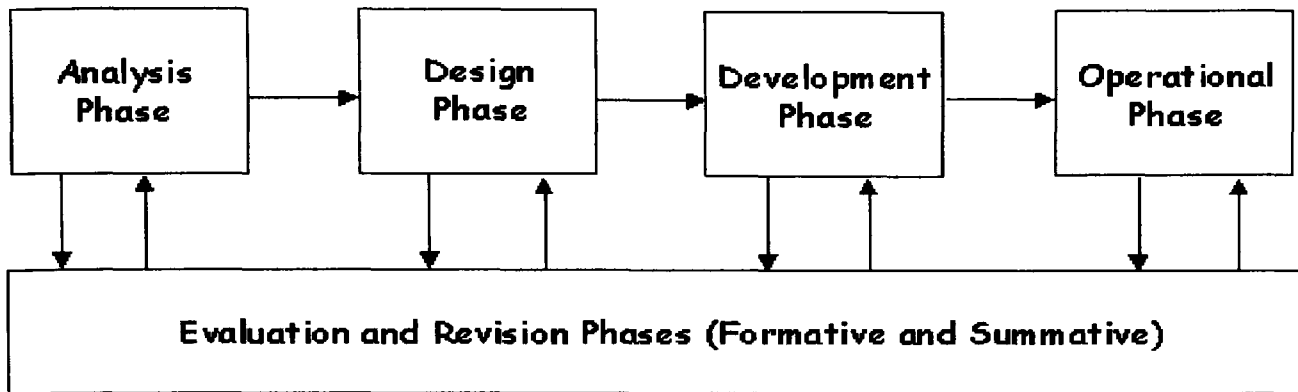 Analysis
Phase
Design
Phase
Development
Phase
Operational
Phase
Evaluation and Revision Phases (Formative and Summative)